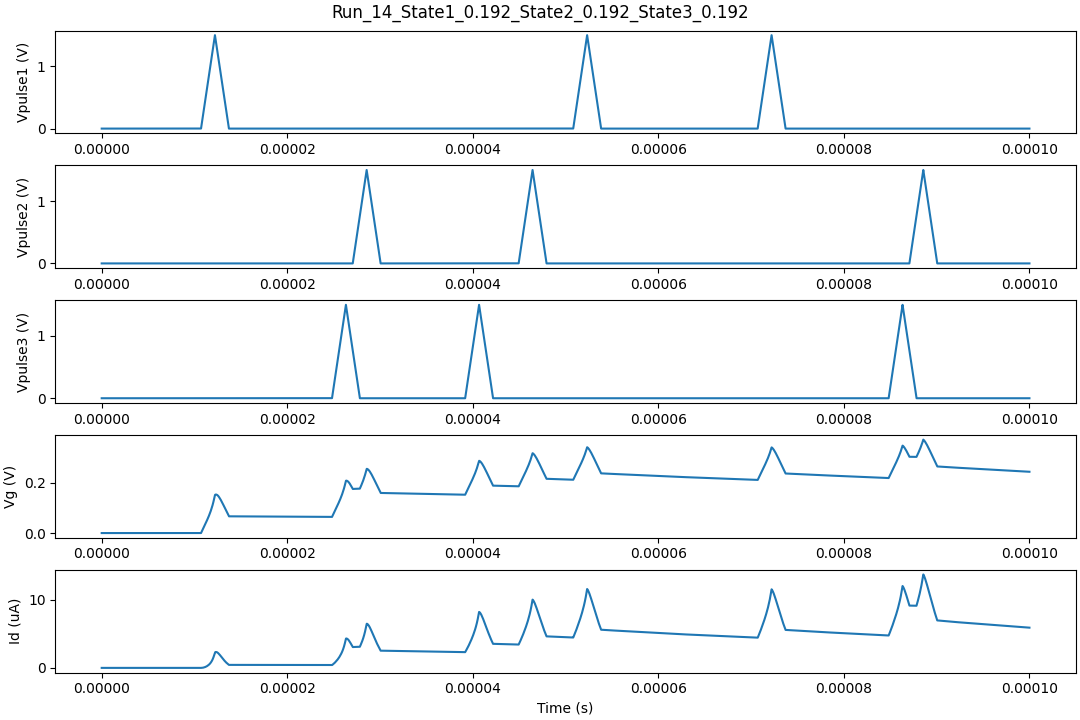 Run_14_State1_0.192_State2_0.192_State3_0.192
Vpulse1 (V)
1
0
0.00000 0.00002 0.00004 0.00006 0.00008 0.00010
Vpulse2 (V)
1
0
0.00000 0.00002 0.00004 0.00006 0.00008 0.00010
Vpulse3 (V)
1
0
0.00000 0.00002 0.00004 0.00006 0.00008 0.00010
Vg (V)
0.2
0.0
0.00000 0.00002 0.00004 0.00006 0.00008 0.00010
Id (uA)
10
0
0.00000 0.00002 0.00004 0.00006 0.00008 0.00010
Time (s)